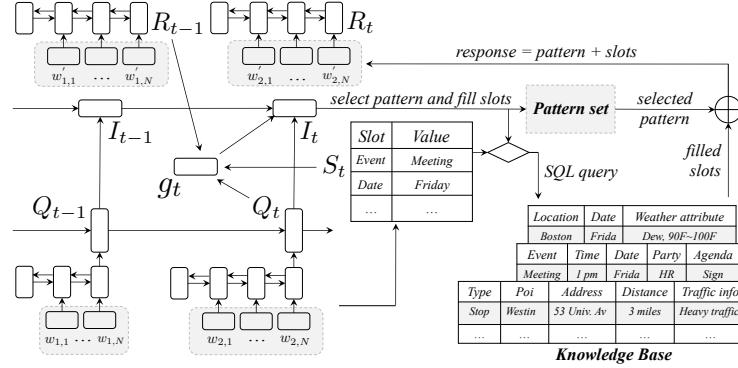 R_{t-1}
R_t
w'_{1,1} … w'_{1,N}
w'_{2,1} … w'_{2,N}
response = pattern + slots
I_{t-1}
I_t
select pattern and fill slots
Pattern set
selected
pattern
g_t
S_t
Slot Value
Event Meeting
Date Friday
… …
SQL query
filled
slots
Q_{t-1}
Q_t
Location Date Weather attribute
Boston Frida Dew, 90F~100F
Event Time Date Party Agenda
Meeting 1 pm Frida HR Sign
Type Poi Address Distance Traffic info
Stop Westin 53 Univ. Av 3 miles Heavy traffic
… … … … …
w_{1,1} … w_{1,N}
w_{2,1} … w_{2,N}
Knowledge Base